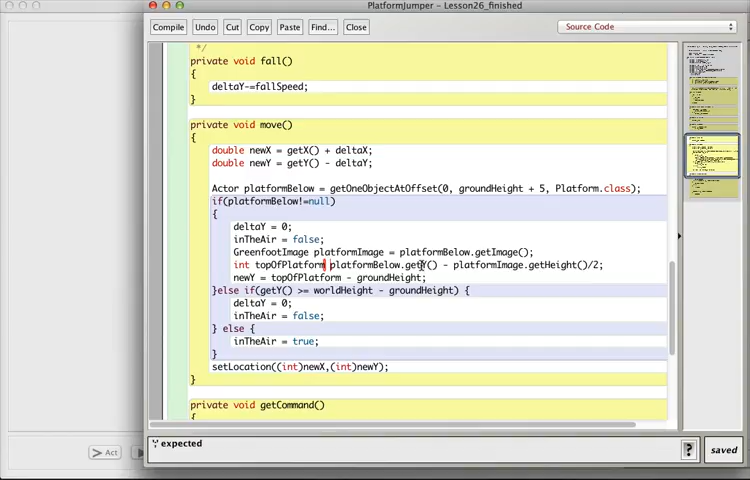 PlatformJumper - Lesson26_finished
Compile Undo Cut Copy Paste Find... Close Source Code
*/
private void fall()
{
deltaY-=fallSpeed;
}
private void move()
{
double newX = getX() + deltaX;
double newY = getY() - deltaY;
Actor platformBelow = getOneObjectAtOffset(0, groundHeight + 5, Platform.class);
if(platformBelow!=null)
{
deltaY = 0;
inTheAir = false;
GreenfootImage platformImage = platformBelow.getImage();
int topOfPlatform platformBelow.getY() - platformImage.getHeight()/2;
newY = topOfPlatform - groundHeight;
}else if(getY() >= worldHeight - groundHeight) {
deltaY = 0;
inTheAir = false;
} else {
inTheAir = true;
}
setLocation((int)newX,(int)newY);
}
private void getCommand()
{
';' expected
? saved
Act